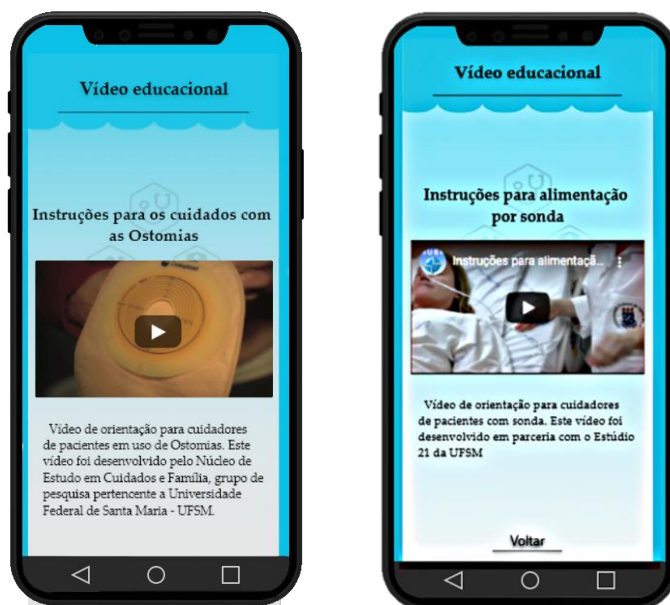 Vídeo educacional
Instruções para os cuidados com
as Ostomias
Vídeo de orientação para cuidadores
de pacientes em uso de Ostomias. Este
vídeo foi desenvolvido pelo Núcleo de
Estudo em Cuidados e Família, grupo de
pesquisa pertencente a Universidade
Federal de Santa Maria - UFSM.
Vídeo educacional
Instruções para alimentação
por sonda
Instruções para alimentaçã...
Vídeo de orientação para cuidadores
de pacientes com sonda. Este vídeo foi
desenvolvido em parceria com o Estúdio
21 da UFSM
Voltar